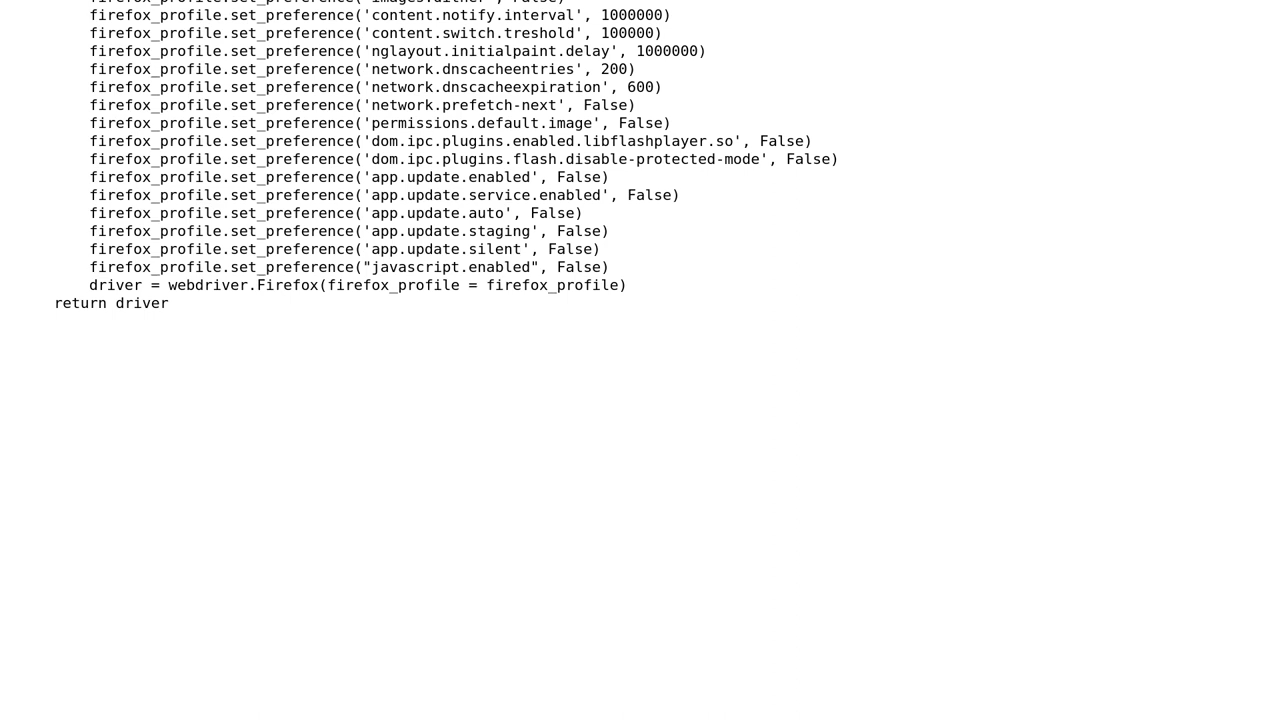 firefox_profile.set_preference('images.dither', False)
firefox_profile.set_preference('content.notify.interval', 1000000)
firefox_profile.set_preference('content.switch.treshold', 100000)
firefox_profile.set_preference('nglayout.initialpaint.delay', 1000000)
firefox_profile.set_preference('network.dnscacheentries', 200)
firefox_profile.set_preference('network.dnscacheexpiration', 600)
firefox_profile.set_preference('network.prefetch-next', False)
firefox_profile.set_preference('permissions.default.image', False)
firefox_profile.set_preference('dom.ipc.plugins.enabled.libflashplayer.so', False)
firefox_profile.set_preference('dom.ipc.plugins.flash.disable-protected-mode', False)
firefox_profile.set_preference('app.update.enabled', False)
firefox_profile.set_preference('app.update.service.enabled', False)
firefox_profile.set_preference('app.update.auto', False)
firefox_profile.set_preference('app.update.staging', False)
firefox_profile.set_preference('app.update.silent', False)
firefox_profile.set_preference("javascript.enabled", False)
driver = webdriver.Firefox(firefox_profile = firefox_profile)
return driver